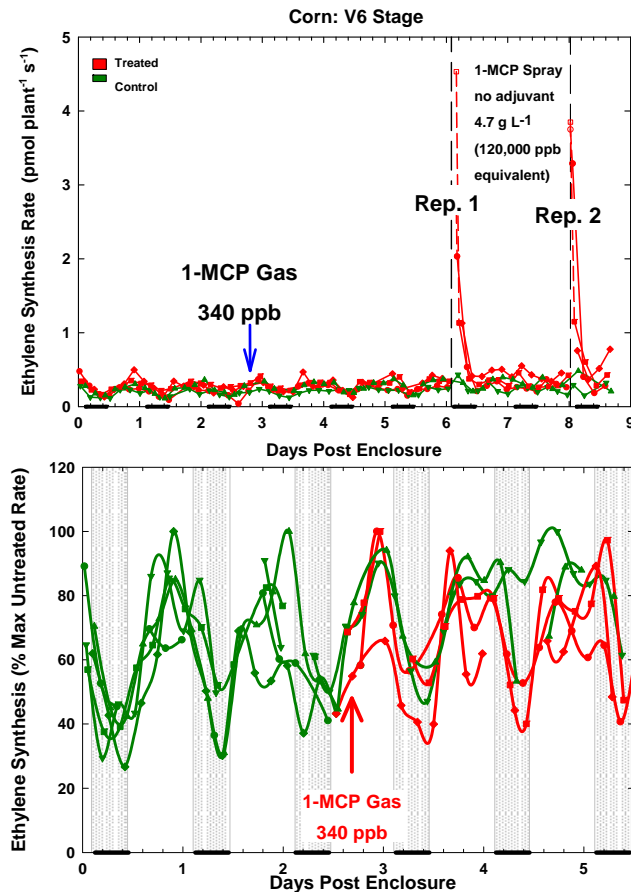 Corn: V6 Stage
5
4
3
2
1
0
Ethylene Synthesis Rate (pmol plant-1 s-1)
Treated
Control
1-MCP Spray
no adjuvant
4.7 g L-1
(120,000 ppb
equivalent)
Rep. 1
Rep. 2
1-MCP Gas
340 ppb
0 1 2 3 4 5 6 7 8 9
Days Post Enclosure
120
100
80
60
40
20
0
Ethylene Synthesis (% Max Untreated Rate)
1-MCP Gas
340 ppb
0 1 2 3 4 5
Days Post Enclosure